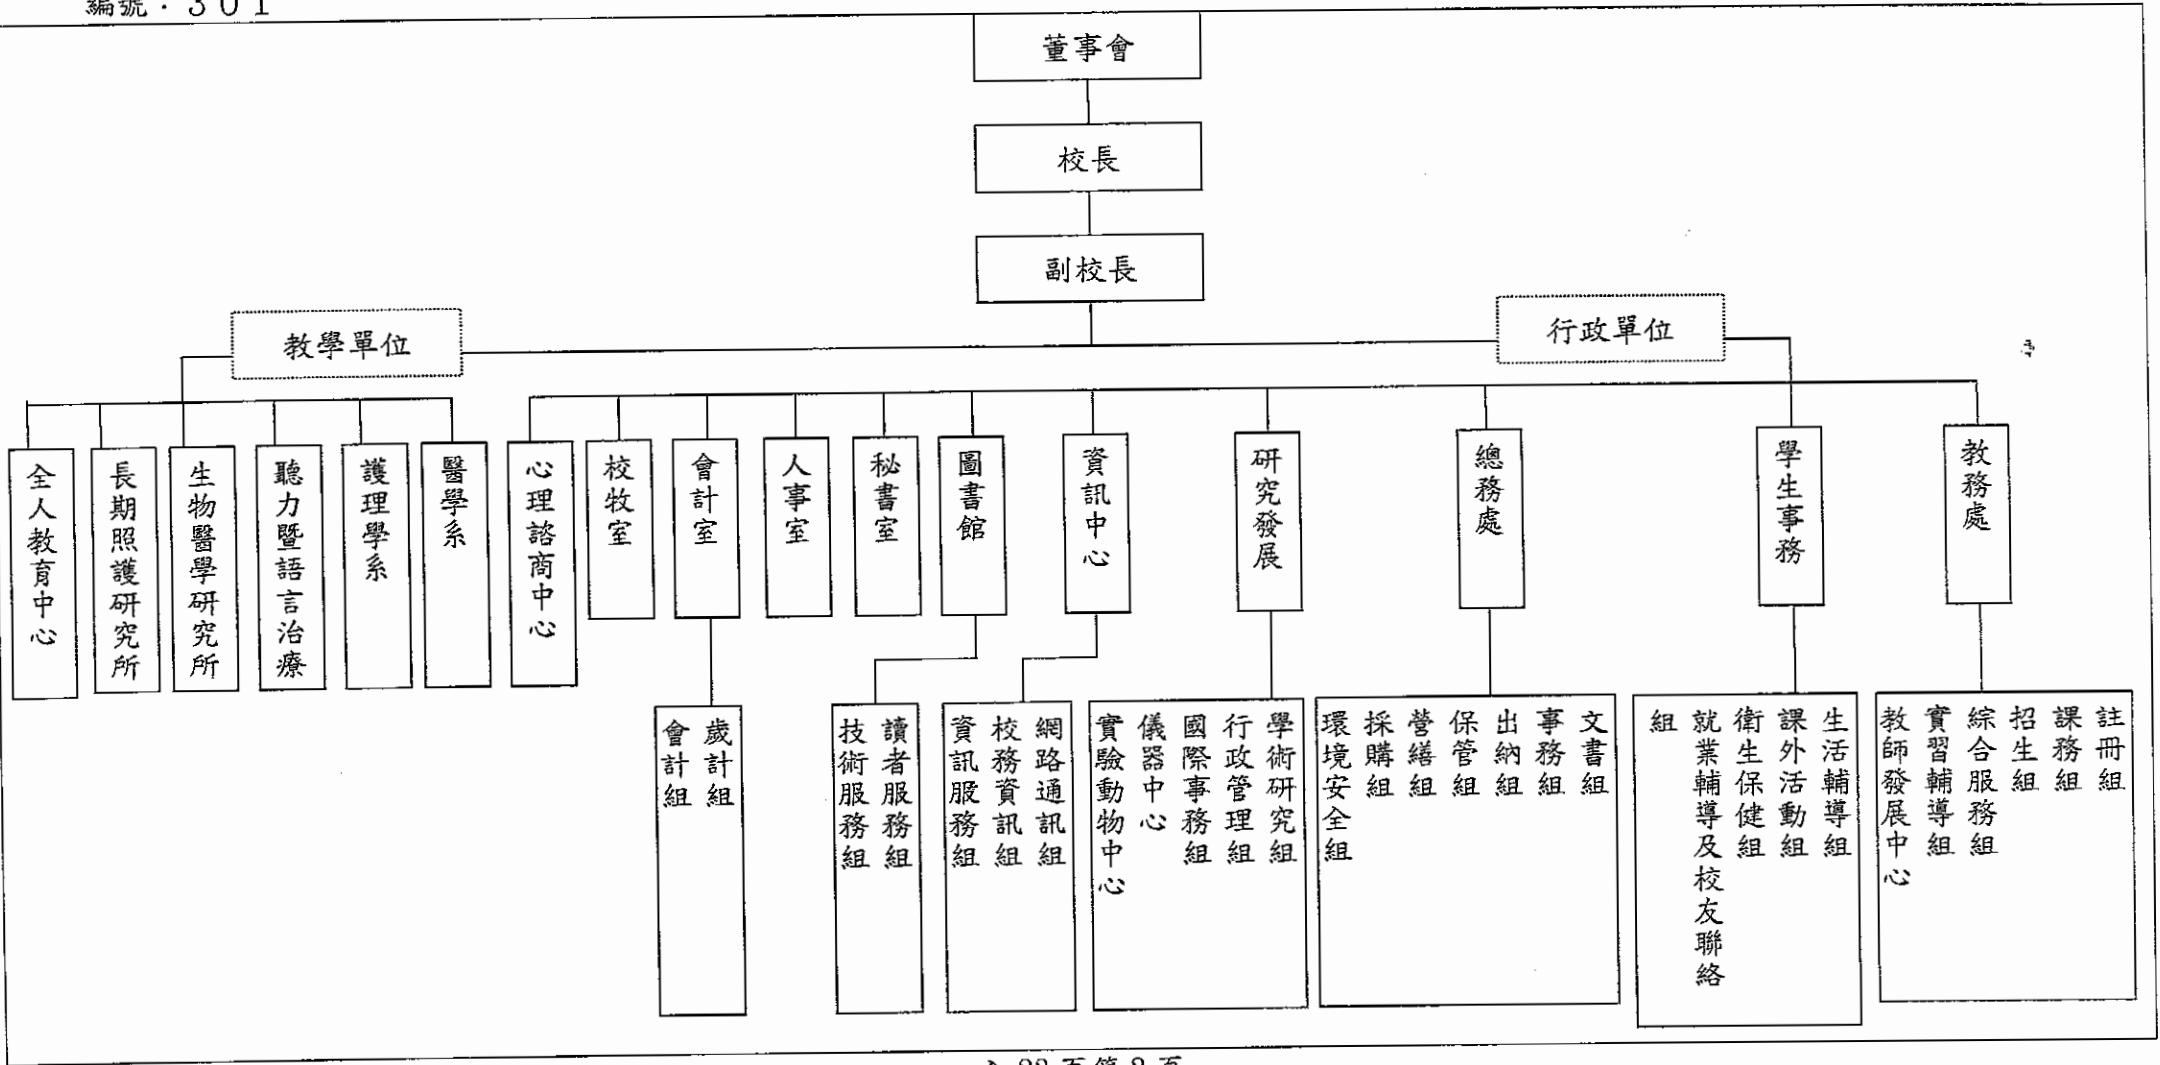 編號：301
董事會
校長
副校長
教學單位
行政單位
全人教育中心
長期照護研究所
生物醫學研究所
聽力暨語言治療
護理學系
醫學系
心理諮商中心
校牧室
會計室
人事室
秘書室
圖書館
資訊中心
研究發展
總務處
學生事務
教務處
歲計組
會計組
讀者服務組
技術服務組
網路通訊組
校務資訊組
資訊服務組
學術研究組
行政管理組
國際事務組
儀器中心
實驗動物中心
文書組
事務組
出納組
保管組
營繕組
採購組
環境安全組
生活輔導組
課外活動組
衛生保健組
就業輔導及校友聯絡
組
註冊組
課務組
招生組
綜合服務組
實習輔導組
教師發展中心